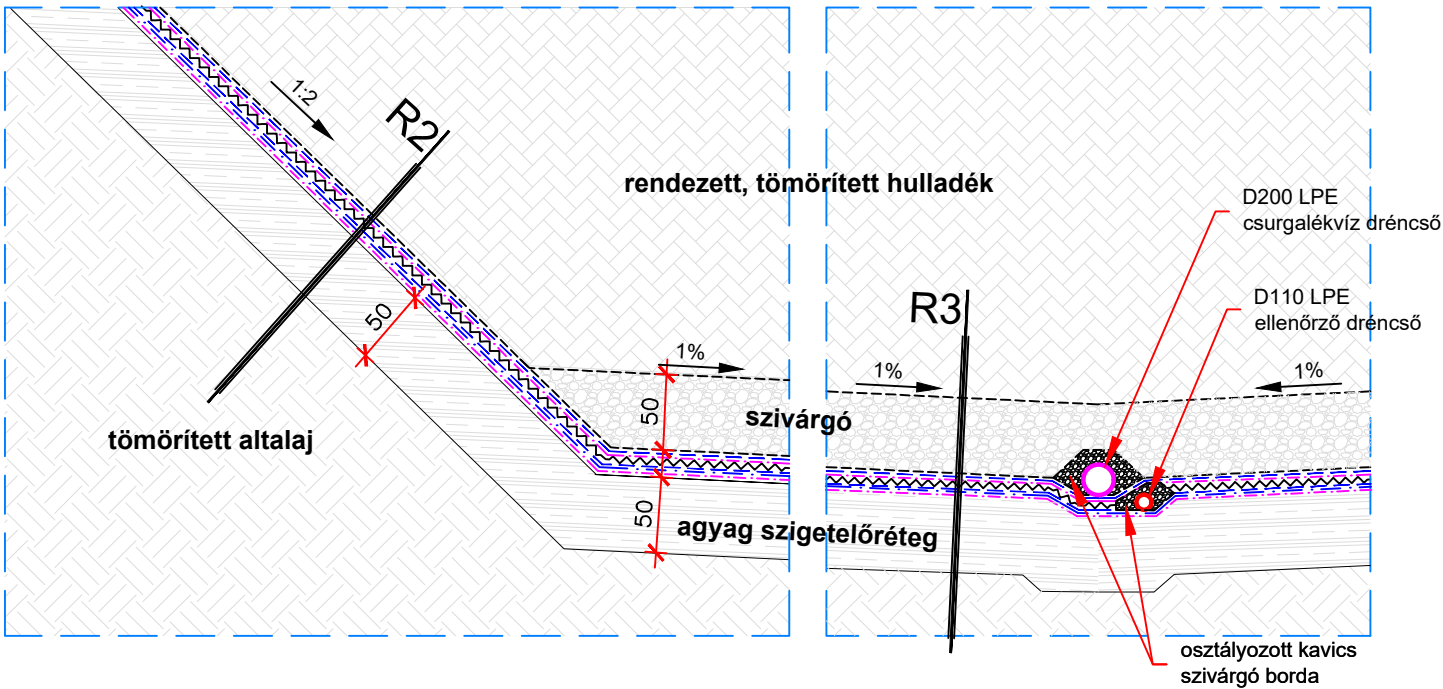 1:2
R2
rendezett, tömörített hulladék
D200 LPE
csurgalékvíz dréncső
D110 LPE
ellenőrző dréncső
R3
50
1%
1%
1%
50
szivárgó
tömörített altalaj
50
agyag szigetelőréteg
osztályozott kavics
szivárgó borda